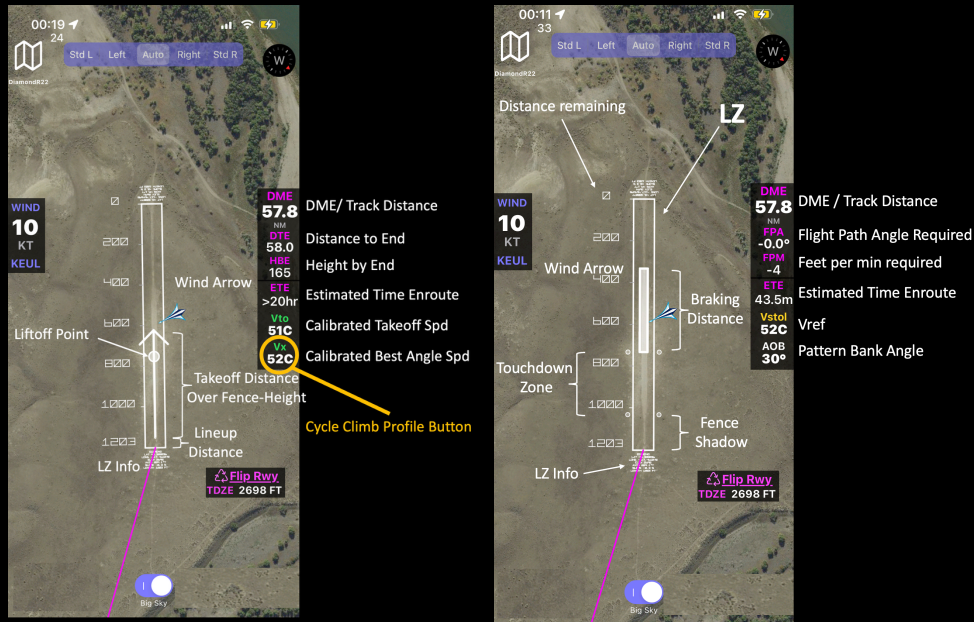 00:19
24
Std L Left Auto Right Std R
W
DiamondR22
WIND
10
KT
KEUL
0
200
400
600
800
1000
1203
Wind Arrow
Liftoff Point
Takeoff Distance
Over Fence-Height
Lineup
Distance
LZ Info
DME
57.8
NM
DTE
58.0
HBE
165
ETE
>20hr
Vto
51C
Vx
52C
DME/ Track Distance
Distance to End
Height by End
Estimated Time Enroute
Calibrated Takeoff Spd
Calibrated Best Angle Spd
Cycle Climb Profile Button
Flip Rwy
TDZE 2698 FT
Big Sky
00:11
33
Std L Left Auto Right Std R
W
DiamondR22
Distance remaining
LZ
WIND
10
KT
KEUL
0
200
400
600
800
1000
1203
Wind Arrow
Braking
Distance
Touchdown
Zone
Fence
Shadow
LZ Info
DME
57.8
NM
FPA
-0.0°
FPM
-4
ETE
43.5m
Vstol
52C
AOB
30°
DME / Track Distance
Flight Path Angle Required
Feet per min required
Estimated Time Enroute
Vref
Pattern Bank Angle
Flip Rwy
TDZE 2698 FT
Big Sky